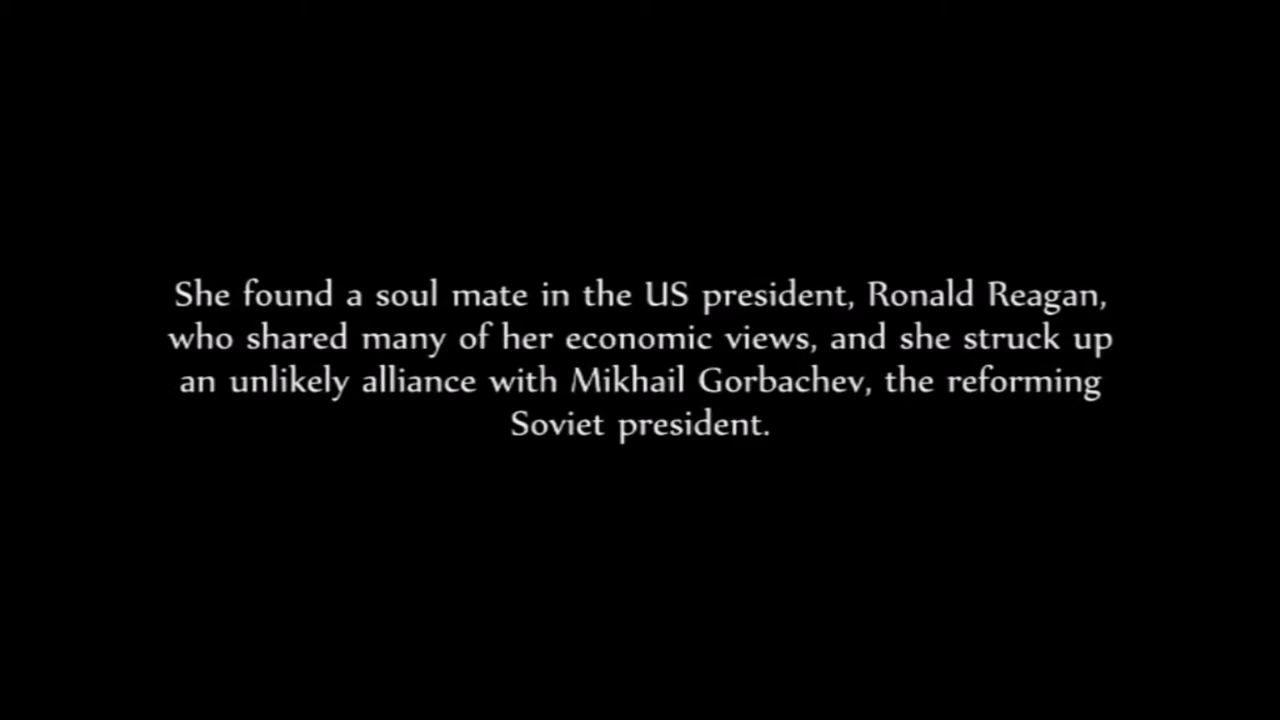 She found a soul mate in the US president, Ronald Reagan,
who shared many of her economic views, and she struck up
an unlikely alliance with Mikhail Gorbachev, the reforming
Soviet president.